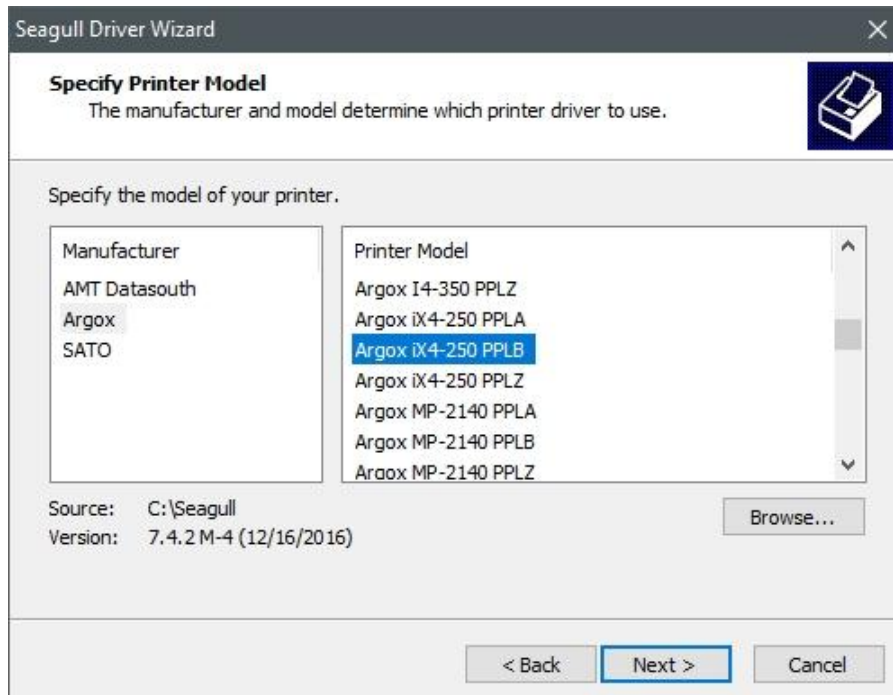 Seagull Driver Wizard
Specify Printer Model
The manufacturer and model determine which printer driver to use.
Specify the model of your printer.
Manufacturer
AMT Datasouth
Argox
SATO
Printer Model
Argox I4-350 PPLZ
Argox iX4-250 PPLA
Argox iX4-250 PPLB
Argox iX4-250 PPLZ
Argox MP-2140 PPLA
Argox MP-2140 PPLB
Argox MP-2140 PPLZ
Source: C:\Seagull
Version: 7.4.2 M-4 (12/16/2016)
Browse...
< Back
Next >
Cancel